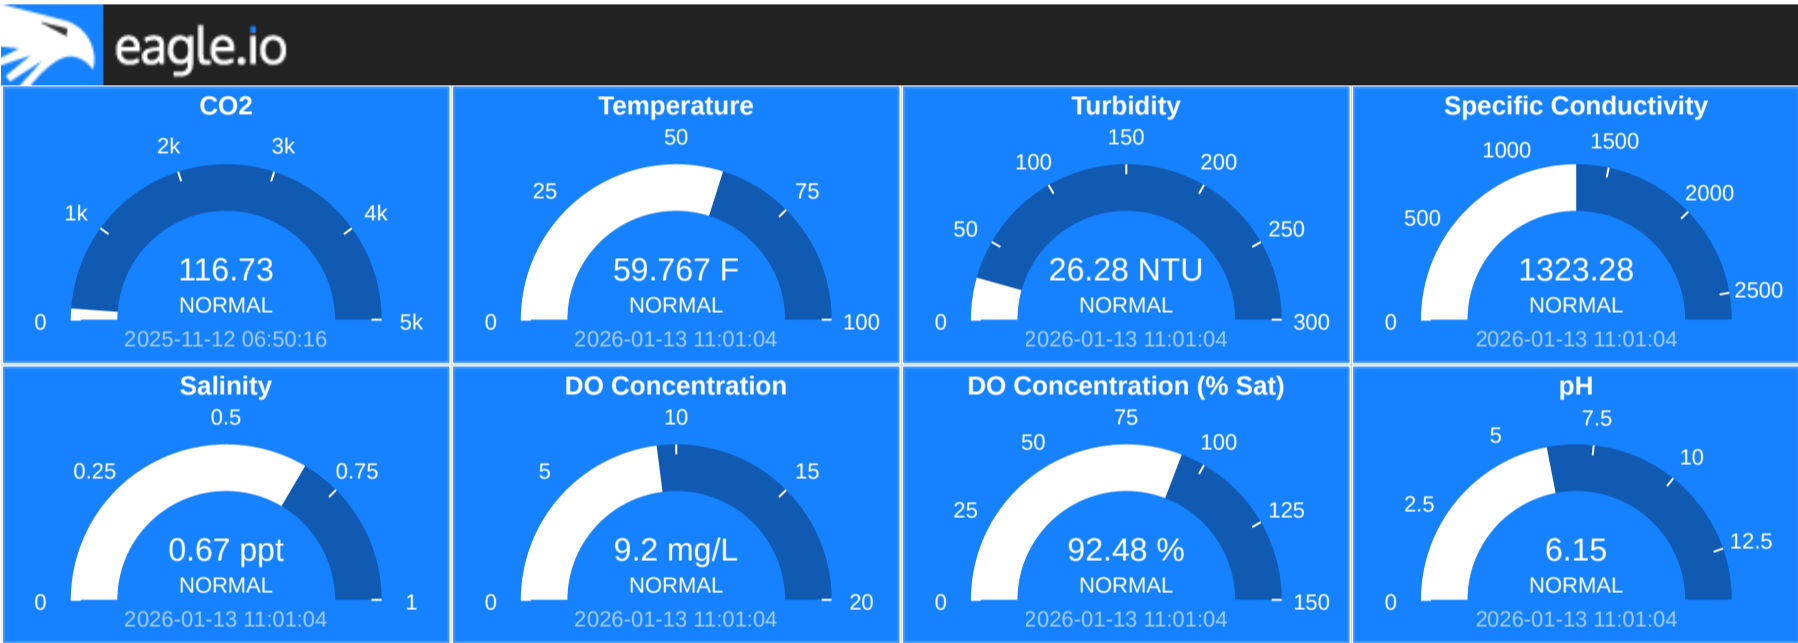 eagle.io
CO2
0
1k
2k
3k
4k
5k
116.73
NORMAL
2025-11-12 06:50:16
Temperature
0
25
50
75
100
59.767 F
NORMAL
2026-01-13 11:01:04
Turbidity
0
50
100
150
200
250
300
26.28 NTU
NORMAL
2026-01-13 11:01:04
Specific Conductivity
0
500
1000
1500
2000
2500
1323.28
NORMAL
2026-01-13 11:01:04
Salinity
0
0.25
0.5
0.75
1
0.67 ppt
NORMAL
2026-01-13 11:01:04
DO Concentration
0
5
10
15
20
9.2 mg/L
NORMAL
2026-01-13 11:01:04
DO Concentration (% Sat)
0
25
50
75
100
125
150
92.48 %
NORMAL
2026-01-13 11:01:04
pH
0
2.5
5
7.5
10
12.5
6.15
NORMAL
2026-01-13 11:01:04